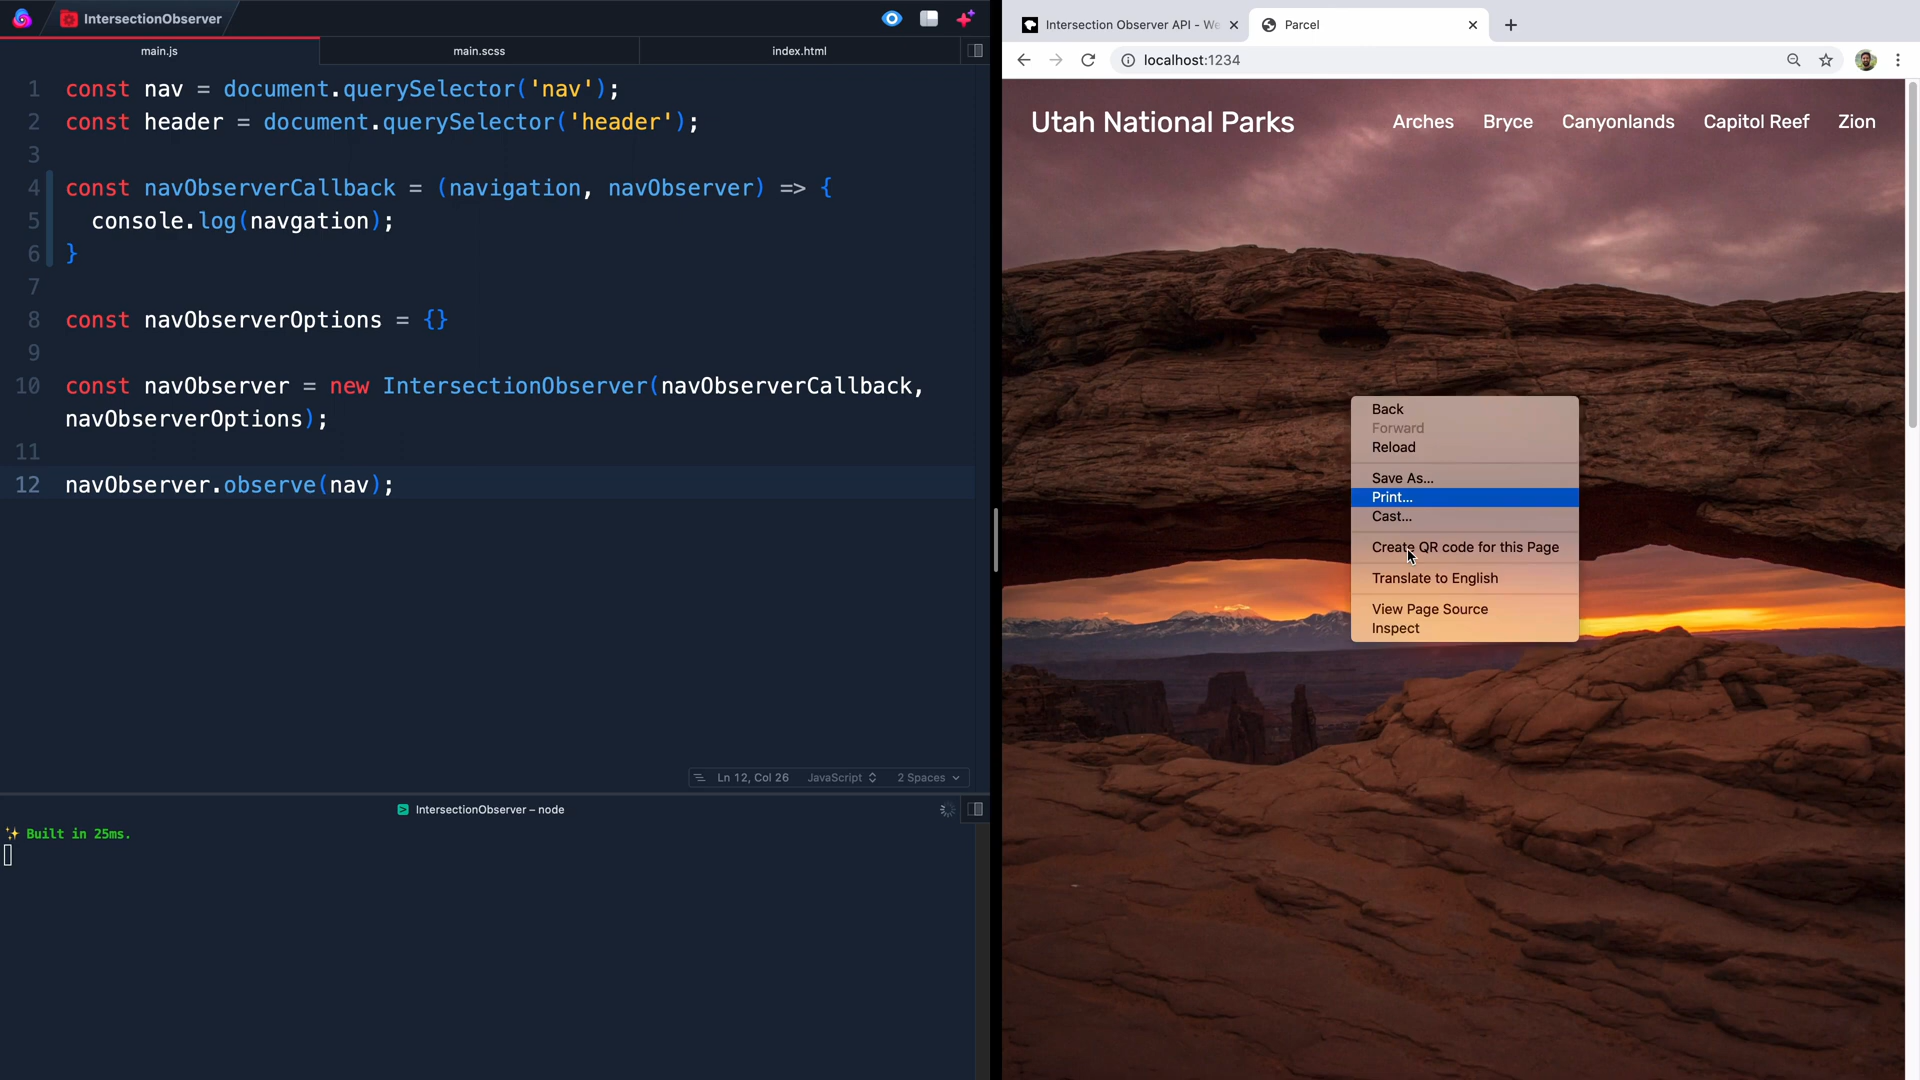 IntersectionObserver
main.js
main.scss
index.html
1 const nav = document.querySelector('nav');
2 const header = document.querySelector('header');
3
4 const navObserverCallback = (navigation, navObserver) => {
5 console.log(navgation);
6 }
7
8 const navObserverOptions = {}
9
10 const navObserver = new IntersectionObserver(navObserverCallback,
navObserverOptions);
11
12 navObserver.observe(nav);
Ln 12, Col 26 JavaScript 2 Spaces
IntersectionObserver – node
✨ Built in 25ms.
Intersection Observer API - We
Parcel
localhost:1234
Utah National Parks
Arches Bryce Canyonlands Capitol Reef Zion
Back
Forward
Reload
Save As...
Print...
Cast...
Create QR code for this Page
Translate to English
View Page Source
Inspect